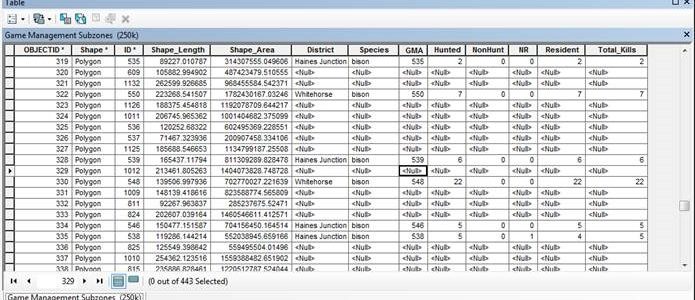 Table
Game Management Subzones (250k)
OBJECTID * Shape * ID * Shape_Length Shape_Area District Species GMA Hunted NonHunt NR Resident Total_Kills
319 Polygon 535 89227.010787 314307555.049606 Haines Junction bison 535 2 0 0 2 2
320 Polygon 609 105882.994902 487423479.510555 <Null> <Null> <Null> <Null> <Null> <Null> <Null> <Null>
321 Polygon 1132 262599.926685 968455584.542371 <Null> <Null> <Null> <Null> <Null> <Null> <Null> <Null>
322 Polygon 550 223268.541507 1782430167.03246 Whitehorse bison 550 7 0 0 7 7
323 Polygon 1126 188375.454818 1192078709.644217 <Null> <Null> <Null> <Null> <Null> <Null> <Null> <Null>
324 Polygon 1011 206745.965362 1001404682.375099 <Null> <Null> <Null> <Null> <Null> <Null> <Null> <Null>
325 Polygon 536 120252.68322 602495369.228551 <Null> <Null> <Null> <Null> <Null> <Null> <Null> <Null>
326 Polygon 537 71467.323936 200907458.334106 <Null> <Null> <Null> <Null> <Null> <Null> <Null> <Null>
327 Polygon 1125 185688.546653 1134799187.25508 <Null> <Null> <Null> <Null> <Null> <Null> <Null> <Null>
328 Polygon 539 165437.11794 811309289.828478 Haines Junction bison 539 6 0 0 6 6
329 Polygon 1012 213461.805263 1404073828.748728 <Null> <Null> <Null> <Null> <Null> <Null> <Null> <Null>
330 Polygon 548 139506.997936 702770027.221639 Whitehorse bison 548 22 0 0 22 22
331 Polygon 1009 148139.418616 823588774.565809 <Null> <Null> <Null> <Null> <Null> <Null> <Null> <Null>
332 Polygon 811 92267.963837 285237675.52471 <Null> <Null> <Null> <Null> <Null> <Null> <Null> <Null>
333 Polygon 824 202607.039164 1460546611.412571 <Null> <Null> <Null> <Null> <Null> <Null> <Null> <Null>
334 Polygon 546 150477.151587 704156450.164514 Haines Junction bison 546 5 0 0 5 5
335 Polygon 538 119286.144214 552038945.659166 Haines Junction bison 538 5 0 1 4 5
336 Polygon 825 125549.398642 559495504.01496 <Null> <Null> <Null> <Null> <Null> <Null> <Null> <Null>
337 Polygon 1010 254362.123516 1559388482.651902 <Null> <Null> <Null> <Null> <Null> <Null> <Null> <Null>
338 Polygon 815 235886.828461 1220512787.524044 <Null> <Null> <Null> <Null> <Null> <Null> <Null> <Null>
329 (0 out of 443 Selected)
Game Management Subzones (250k)